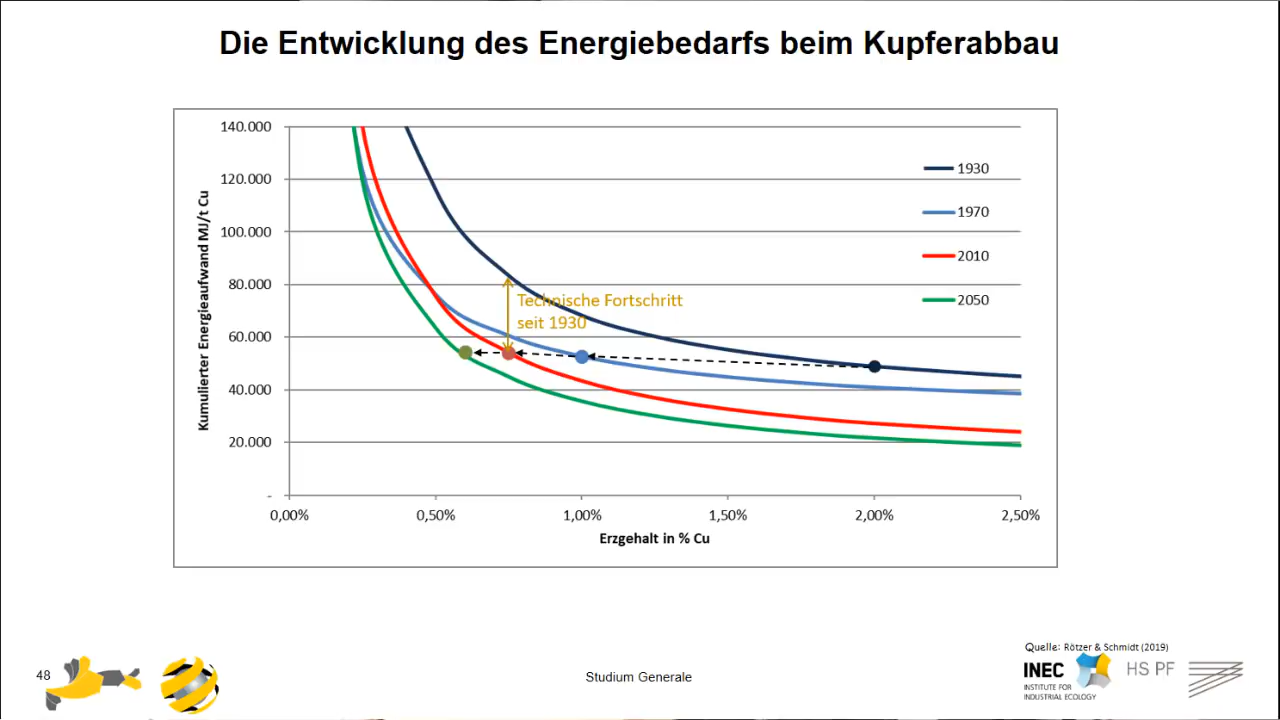 Die Entwicklung des Energiebedarfs beim Kupferabbau
Kumulierter Energieaufwand MJ/t Cu
140.000
120.000
100.000
80.000
60.000
40.000
20.000
-
1930
1970
2010
2050
Technische Fortschritt
seit 1930
0,00%
0,50%
1,00%
1,50%
2,00%
2,50%
Erzgehalt in % Cu
Quelle: Rötzer & Schmidt (2019)
48
Studium Generale
INEC
INSTITUTE FOR
INDUSTRIAL ECOLOGY
HS PF